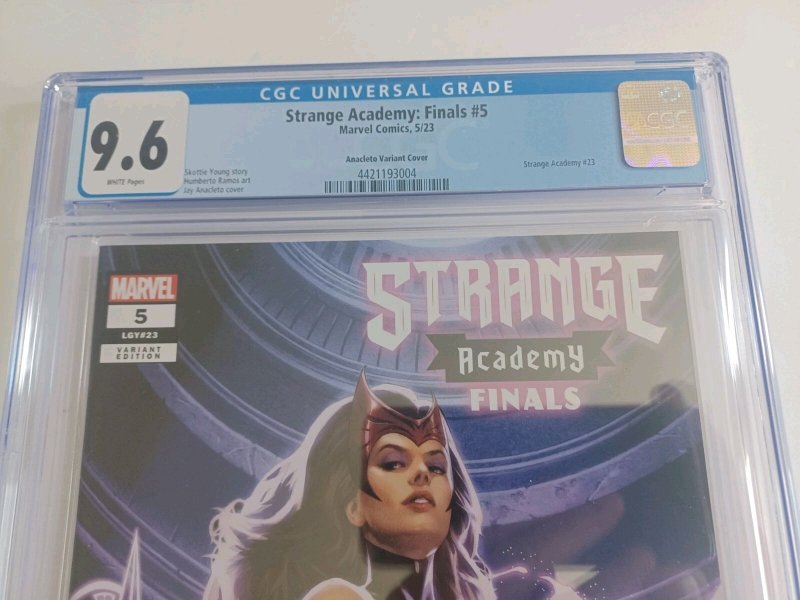 CGC UNIVERSAL GRADE
9.6
WHITE Pages
Strange Academy: Finals #5
Marvel Comics, 5/23
Anacleto Variant Cover
4421193004
Skottie Young story
Humberto Ramos art
Jay Anacleto cover
Strange Academy #23
CGC
MARVEL
5
LGY#23
VARIANT
EDITION
STRANGE
Academy
FINALS